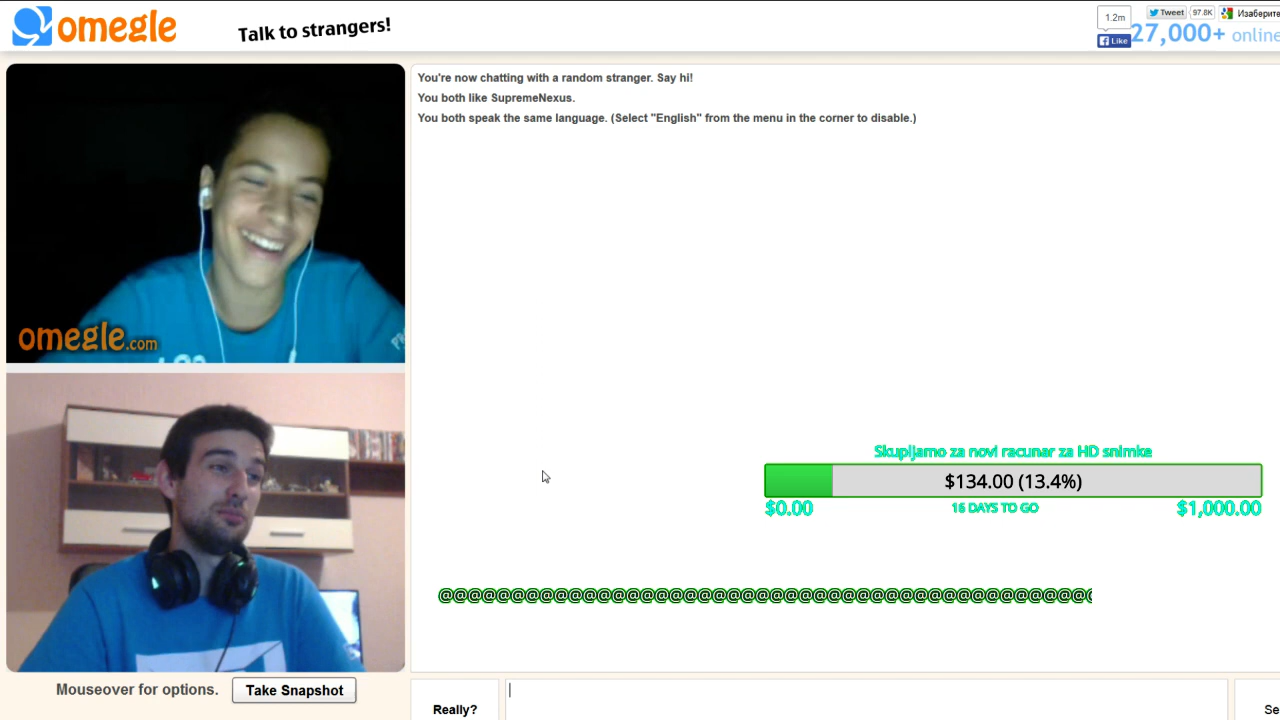 omegle
Talk to strangers!
1.2m
Like
Tweet
97.8K
Изаберите
27,000+ online
You're now chatting with a random stranger. Say hi!
You both like SupremeNexus.
You both speak the same language. (Select "English" from the menu in the corner to disable.)
omegle.com
Skupljamo za novi racunar za HD snimke
$134.00 (13.4%)
$0.00
16 DAYS TO GO
$1,000.00
@@@@@@@@@@@@@@@@@@@@@@@@@@@@@@@@@@@@@@@@@@@@@
Mouseover for options.
Take Snapshot
Really?
Se